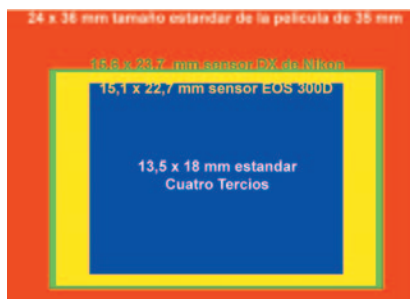 24 x 36 mm tamaño estandar de la pelicula de 35 mm
15,6 x 23,7 mm sensor DX de Nikon
15,1 x 22,7 mm sensor EOS 300D
13,5 x 18 mm estandar
Cuatro Tercios